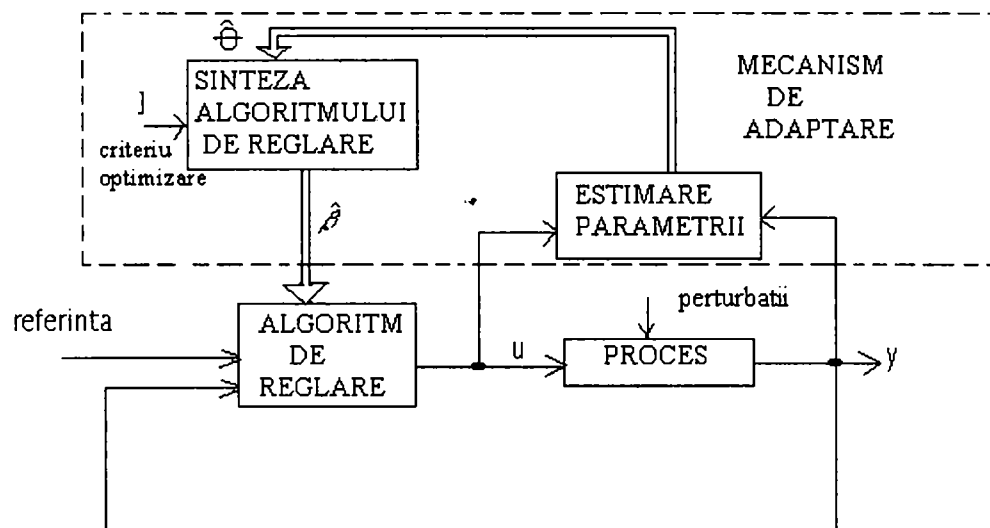 Θ̂
SINTEZA
ALGORITMULUI
DE REGLARE
J
criteriu
optimizare
MECANISM
DE
ADAPTARE
ESTIMARE
PARAMETRII
referinta
ALGORITM
DE
REGLARE
u
perturbatii
PROCES
y